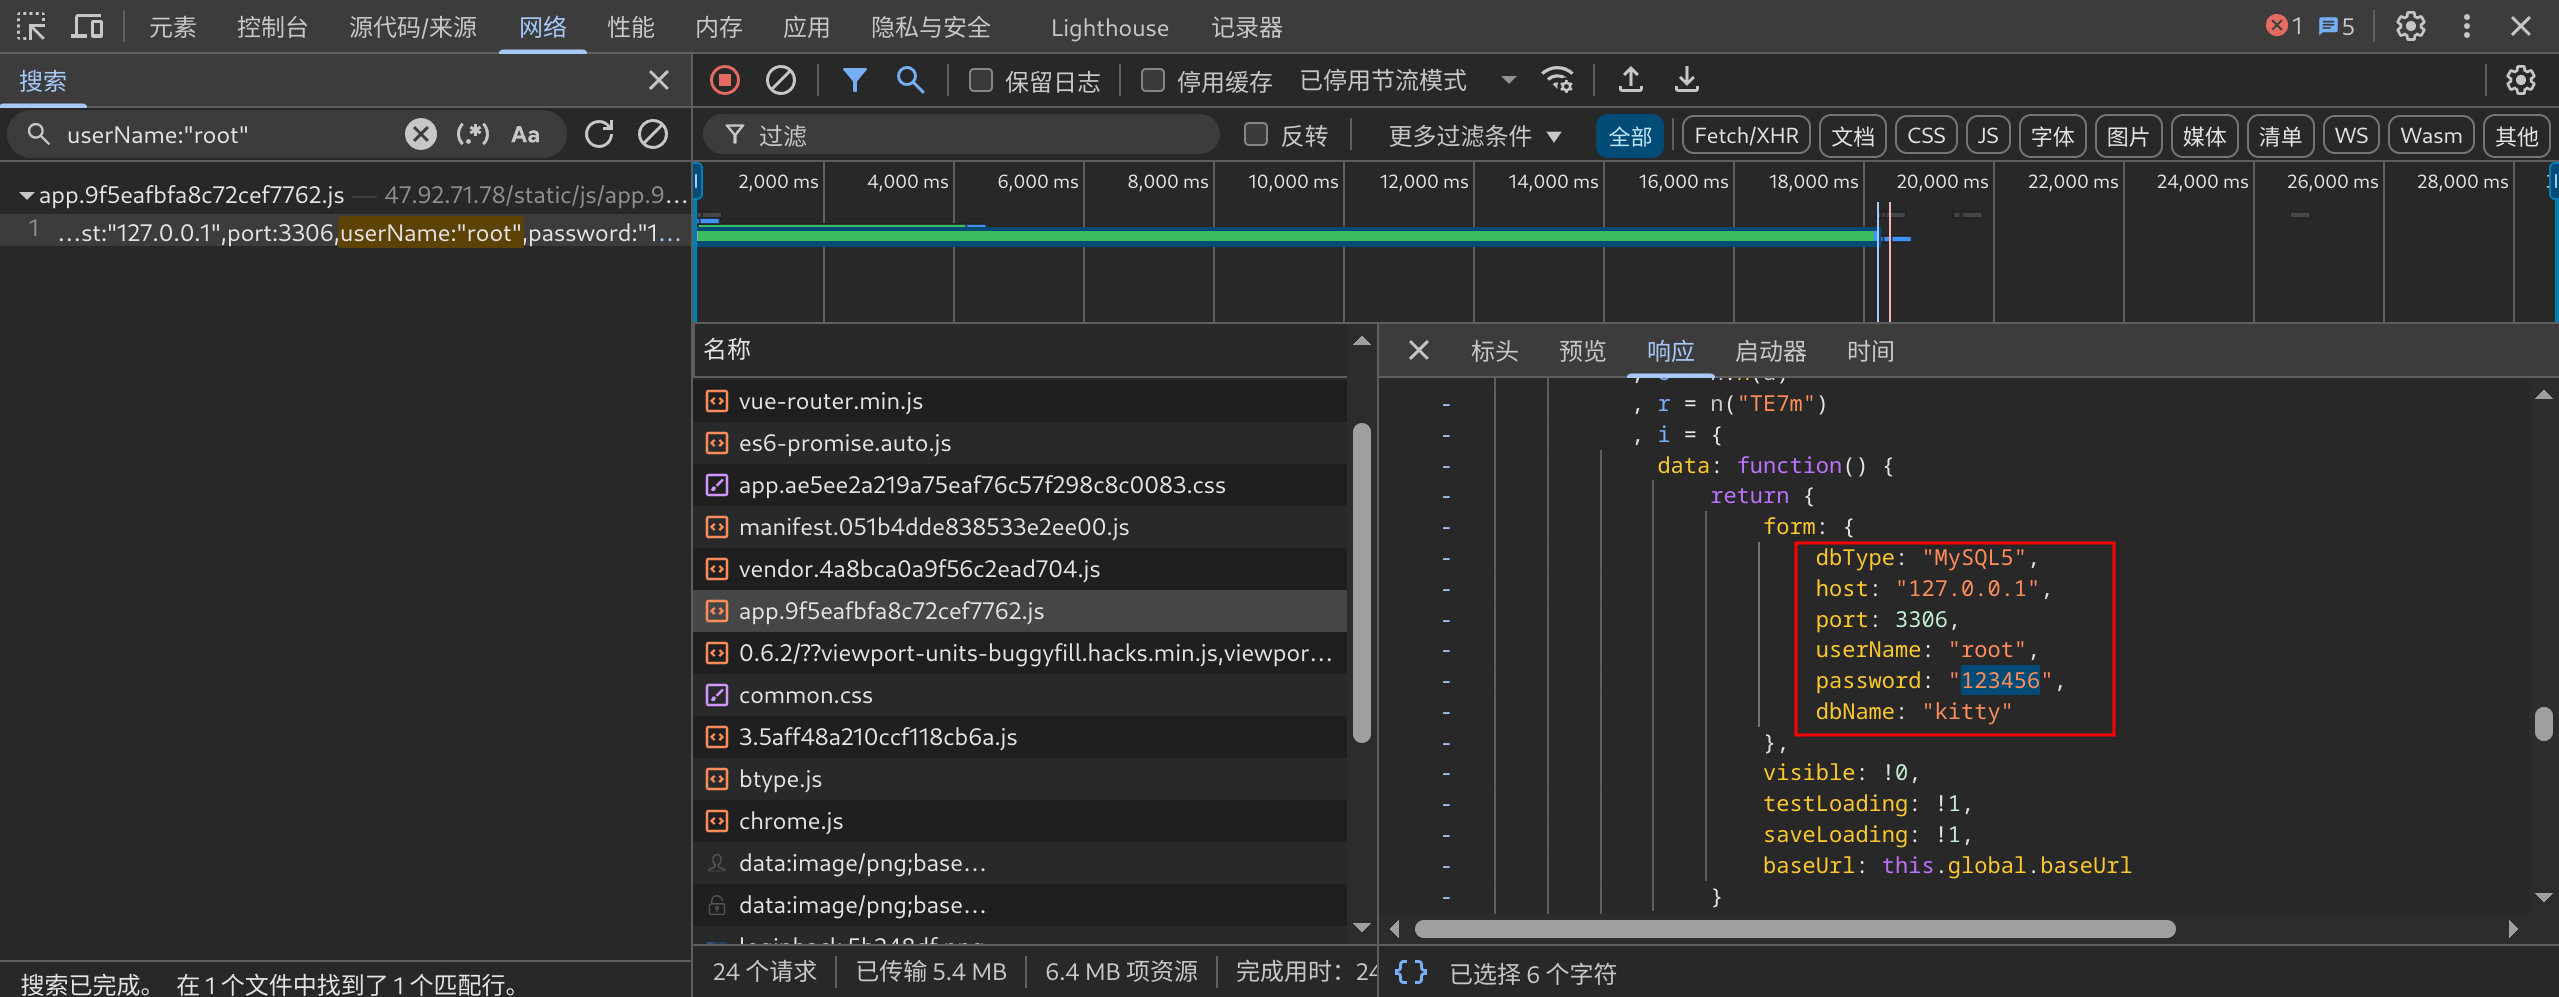 元素 控制台 源代码/来源 网络 性能 内存 应用 隐私与安全 Lighthouse 记录器 1 5
搜索
保留日志 停用缓存 已停用节流模式
userName:"root" (.*) Aa
过滤 反转 更多过滤条件 全部 Fetch/XHR 文档 CSS JS 字体 图片 媒体 清单 WS Wasm 其他
app.9f5eafbfa8c72cef7762.js — 47.92.71.78/static/js/app.9…
1 …st:"127.0.0.1",port:3306,userName:"root",password:"1…
2,000 ms 4,000 ms 6,000 ms 8,000 ms 10,000 ms 12,000 ms 14,000 ms 16,000 ms 18,000 ms 20,000 ms 22,000 ms 24,000 ms 26,000 ms 28,000 ms
名称
vue-router.min.js
es6-promise.auto.js
app.ae5ee2a219a75eaf76c57f298c8c0083.css
manifest.051b4dde838533e2ee00.js
vendor.4a8bca0a9f56c2ead704.js
app.9f5eafbfa8c72cef7762.js
0.6.2/??viewport-units-buggyfill.hacks.min.js,viewpor…
common.css
3.5aff48a210ccf118cb6a.js
btype.js
chrome.js
data:image/png;base…
data:image/png;base…
标头 预览 响应 启动器 时间
- , r = n("TE7m")
- , i = {
- data: function() {
- return {
- form: {
- dbType: "MySQL5",
- host: "127.0.0.1",
- port: 3306,
- userName: "root",
- password: "123456",
- dbName: "kitty"
- },
- visible: !0,
- testLoading: !1,
- saveLoading: !1,
- baseUrl: this.global.baseUrl
- }
搜索已完成。 在 1 个文件中找到了 1 个匹配行。
24 个请求 已传输 5.4 MB 6.4 MB 项资源 完成用时：24
{} 已选择 6 个字符